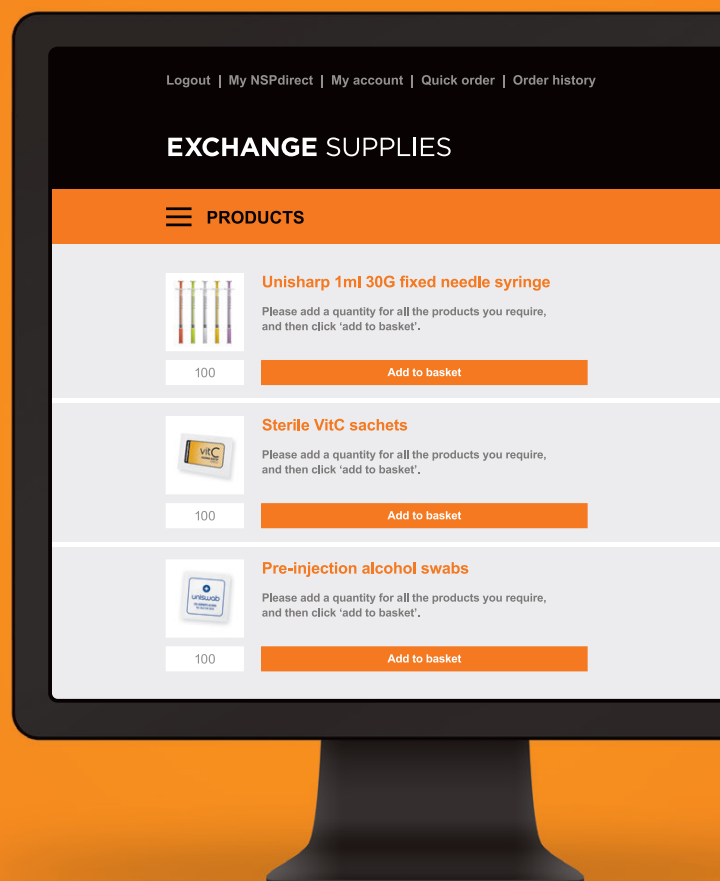 Logout | My NSPdirect | My account | Quick order | Order history
EXCHANGE SUPPLIES
PRODUCTS
Unisharp 1ml 30G fixed needle syringe
Please add a quantity for all the products you require,
and then click ‘add to basket’.
100
Add to basket
Sterile VitC sachets
Please add a quantity for all the products you require,
and then click ‘add to basket’.
vitC
100
Add to basket
Pre-injection alcohol swabs
Please add a quantity for all the products you require,
and then click ‘add to basket’.
uniswab
100
Add to basket